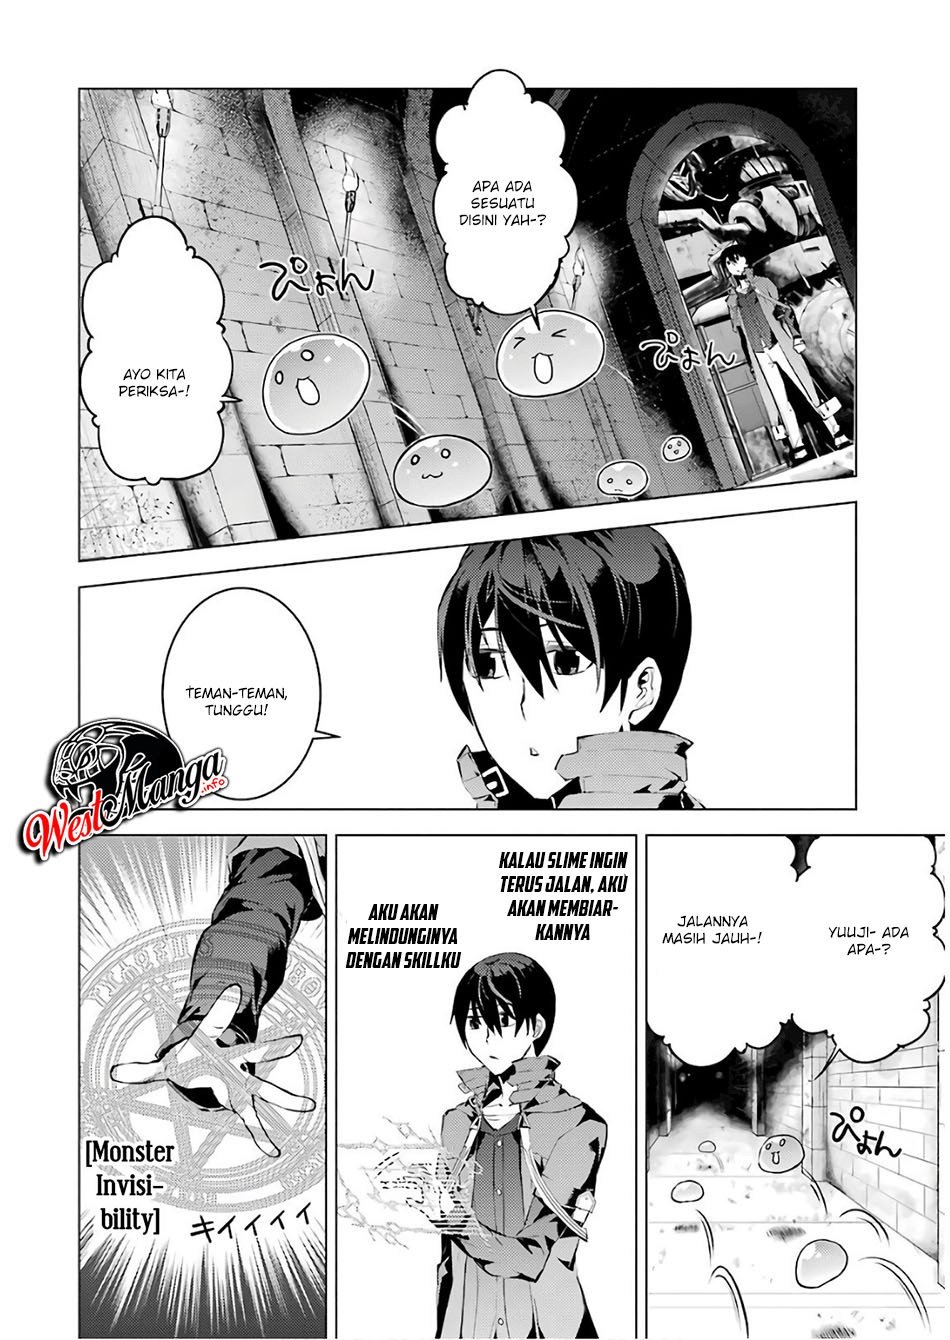 APA ADA
SESUATU
DISINI YAH-?
ぴょん
ぴょん
AYO KITA
PERIKSA-!
TEMAN-TEMAN,
TUNGGU!
WestManga
.info
YUUJI- ADA
APA-?
JALANNYA
MASIH JAUH-!
ぴょん
KALAU SLIME INGIN
TERUS JALAN, AKU
AKAN MEMBIAR-
KANNYA
AKU AKAN
MELINDUNGINYA
DENGAN SKILLKU
[Monster
Invisi-
bility]
キイイイイ